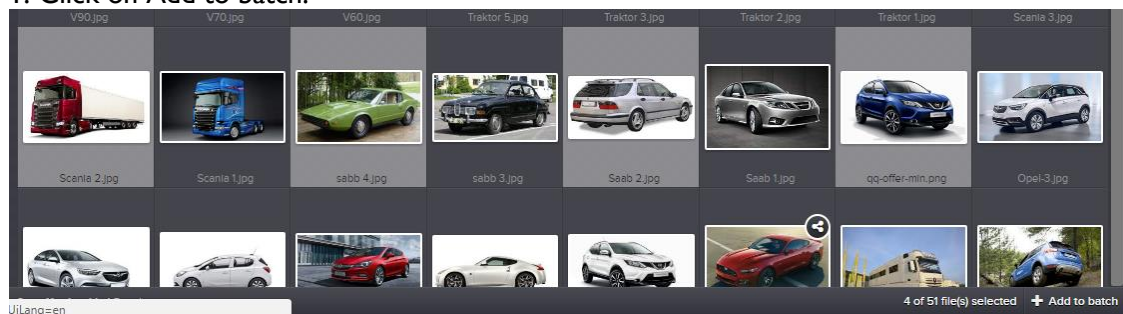 V90.jpg V70.jpg V60.jpg Traktor 5.jpg Traktor 3.jpg Traktor 2.jpg Traktor 1.jpg Scania 3.jpg
Scania 2.jpg Scania 1.jpg sabb 4.jpg sabb 3.jpg Saab 2.jpg Saab 1.jpg qq-offer-min.png Opel-3.jpg
4 of 51 file(s) selected + Add to batch
UiLang=en